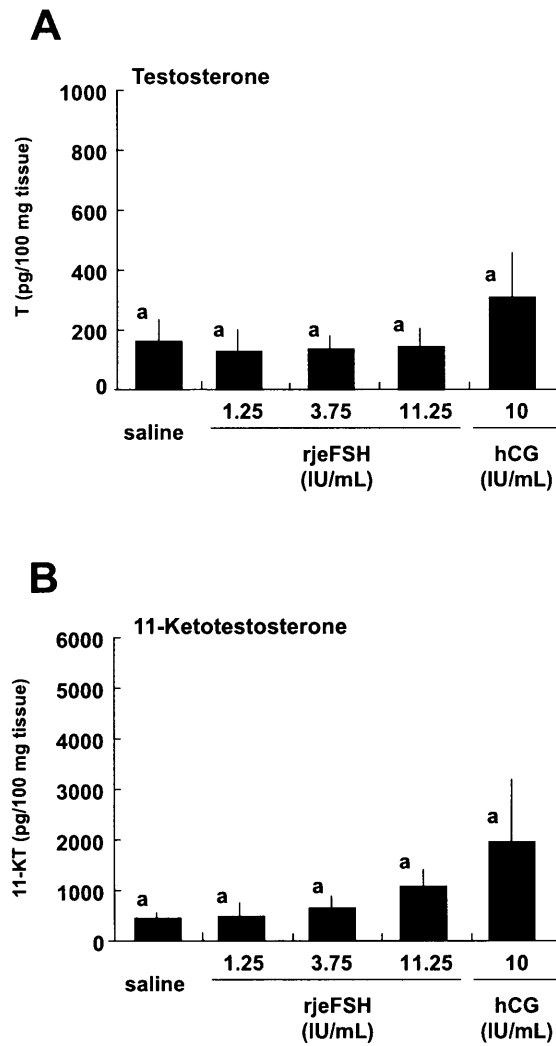 A
Testosterone
T (pg/100 mg tissue)
1000
800
600
400
200
0
a
a
a
a
a
1.25 3.75 11.25 10
saline
rjeFSH hCG
(IU/mL) (IU/mL)
B
11-Ketotestosterone
11-KT (pg/100 mg tissue)
6000
5000
4000
3000
2000
1000
0
a
a
a
a
a
1.25 3.75 11.25 10
saline
rjeFSH hCG
(IU/mL) (IU/mL)